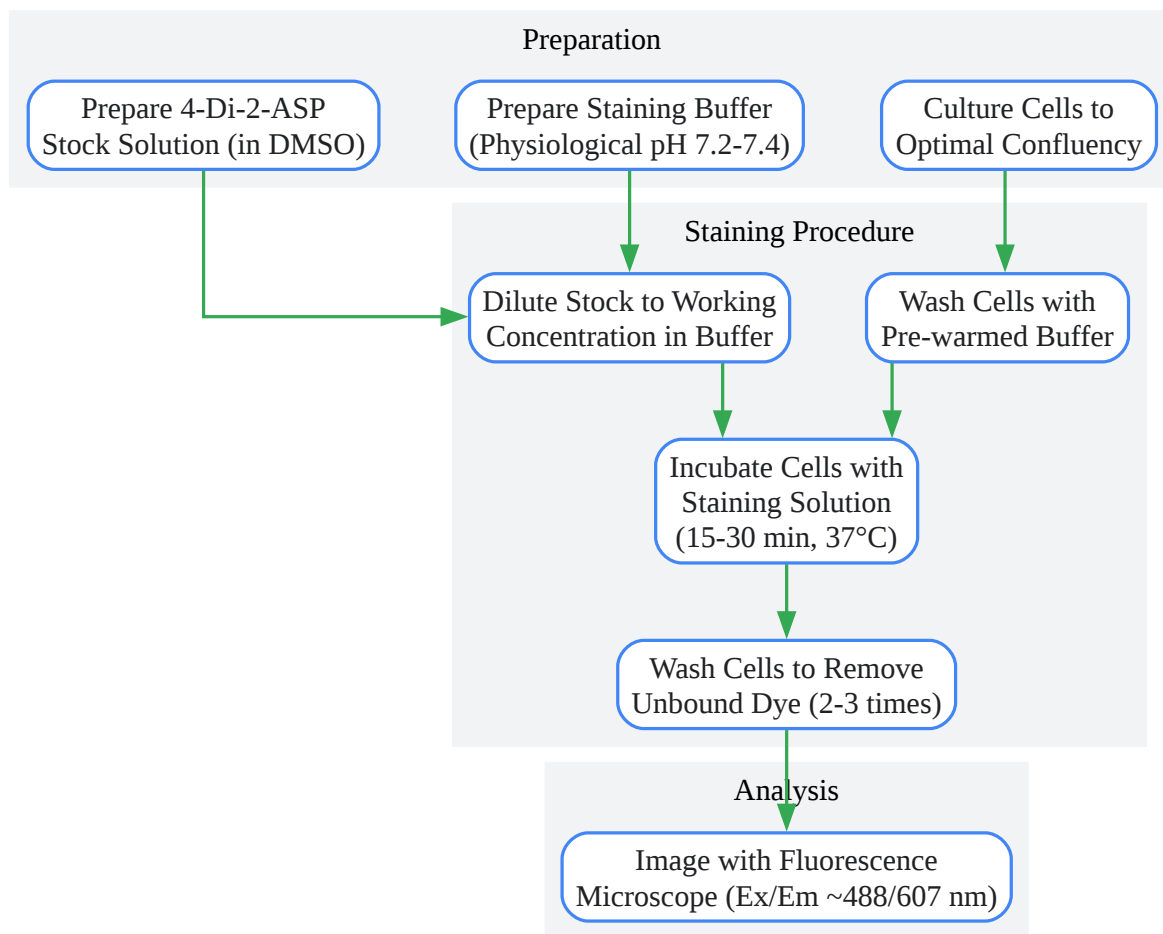 Preparation
Prepare 4-Di-2-ASP
Stock Solution (in DMSO)
Prepare Staining Buffer
(Physiological pH 7.2-7.4)
Culture Cells to
Optimal Confluency
Staining Procedure
Dilute Stock to Working
Concentration in Buffer
Wash Cells with
Pre-warmed Buffer
Incubate Cells with
Staining Solution
(15-30 min, 37°C)
Wash Cells to Remove
Unbound Dye (2-3 times)
Analysis
Image with Fluorescence
Microscope (Ex/Em ~488/607 nm)